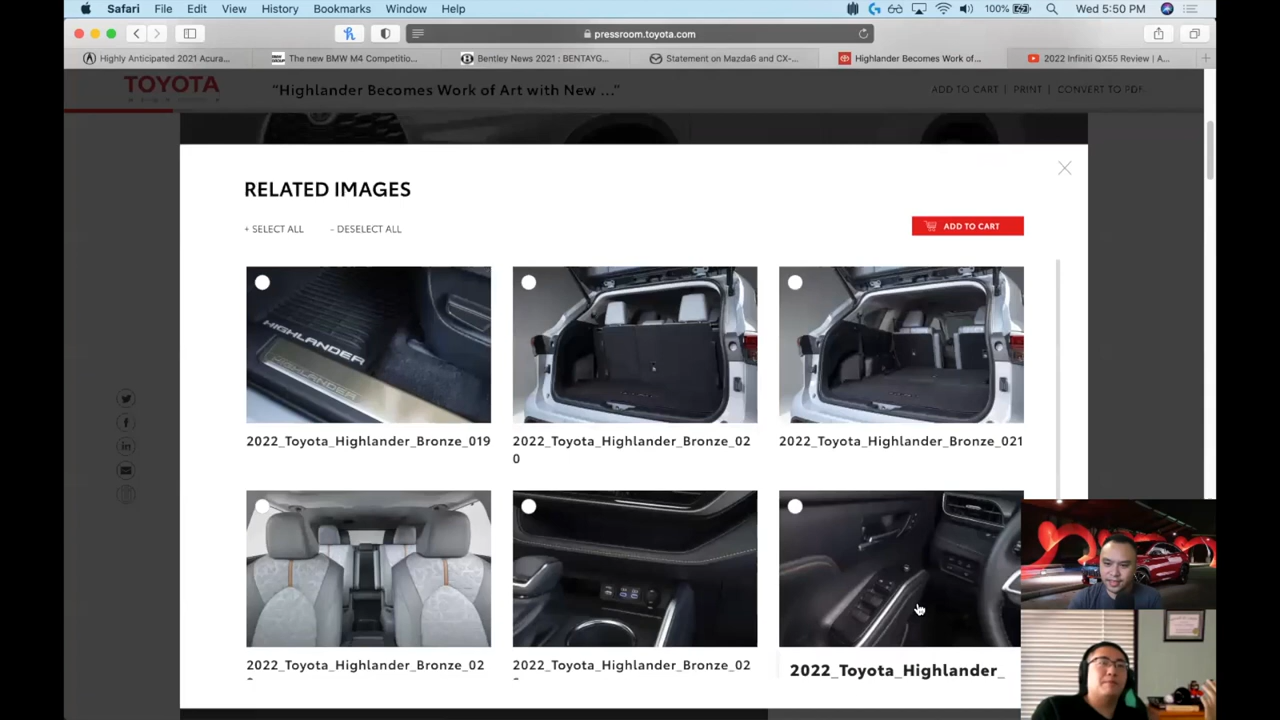 Safari File Edit View History Bookmarks Window Help 100% Wed 5:50 PM
pressroom.toyota.com
Highly Anticipated 2021 Acura... The new BMW M4 Competitio... Bentley News 2021 : BENTAYG... Statement on Mazda6 and CX-... Highlander Becomes Work of... 2022 Infiniti QX55 Review | A...
TOYOTA "Highlander Becomes Work of Art with New ..." ADD TO CART | PRINT | CONVERT TO PDF
RELATED IMAGES
+ SELECT ALL - DESELECT ALL ADD TO CART
HIGHLANDER
HIGHLANDER
2022_Toyota_Highlander_Bronze_019 2022_Toyota_Highlander_Bronze_02 2022_Toyota_Highlander_Bronze_021
0
2022_Toyota_Highlander_Bronze_02 2022_Toyota_Highlander_Bronze_02 2022_Toyota_Highlander_